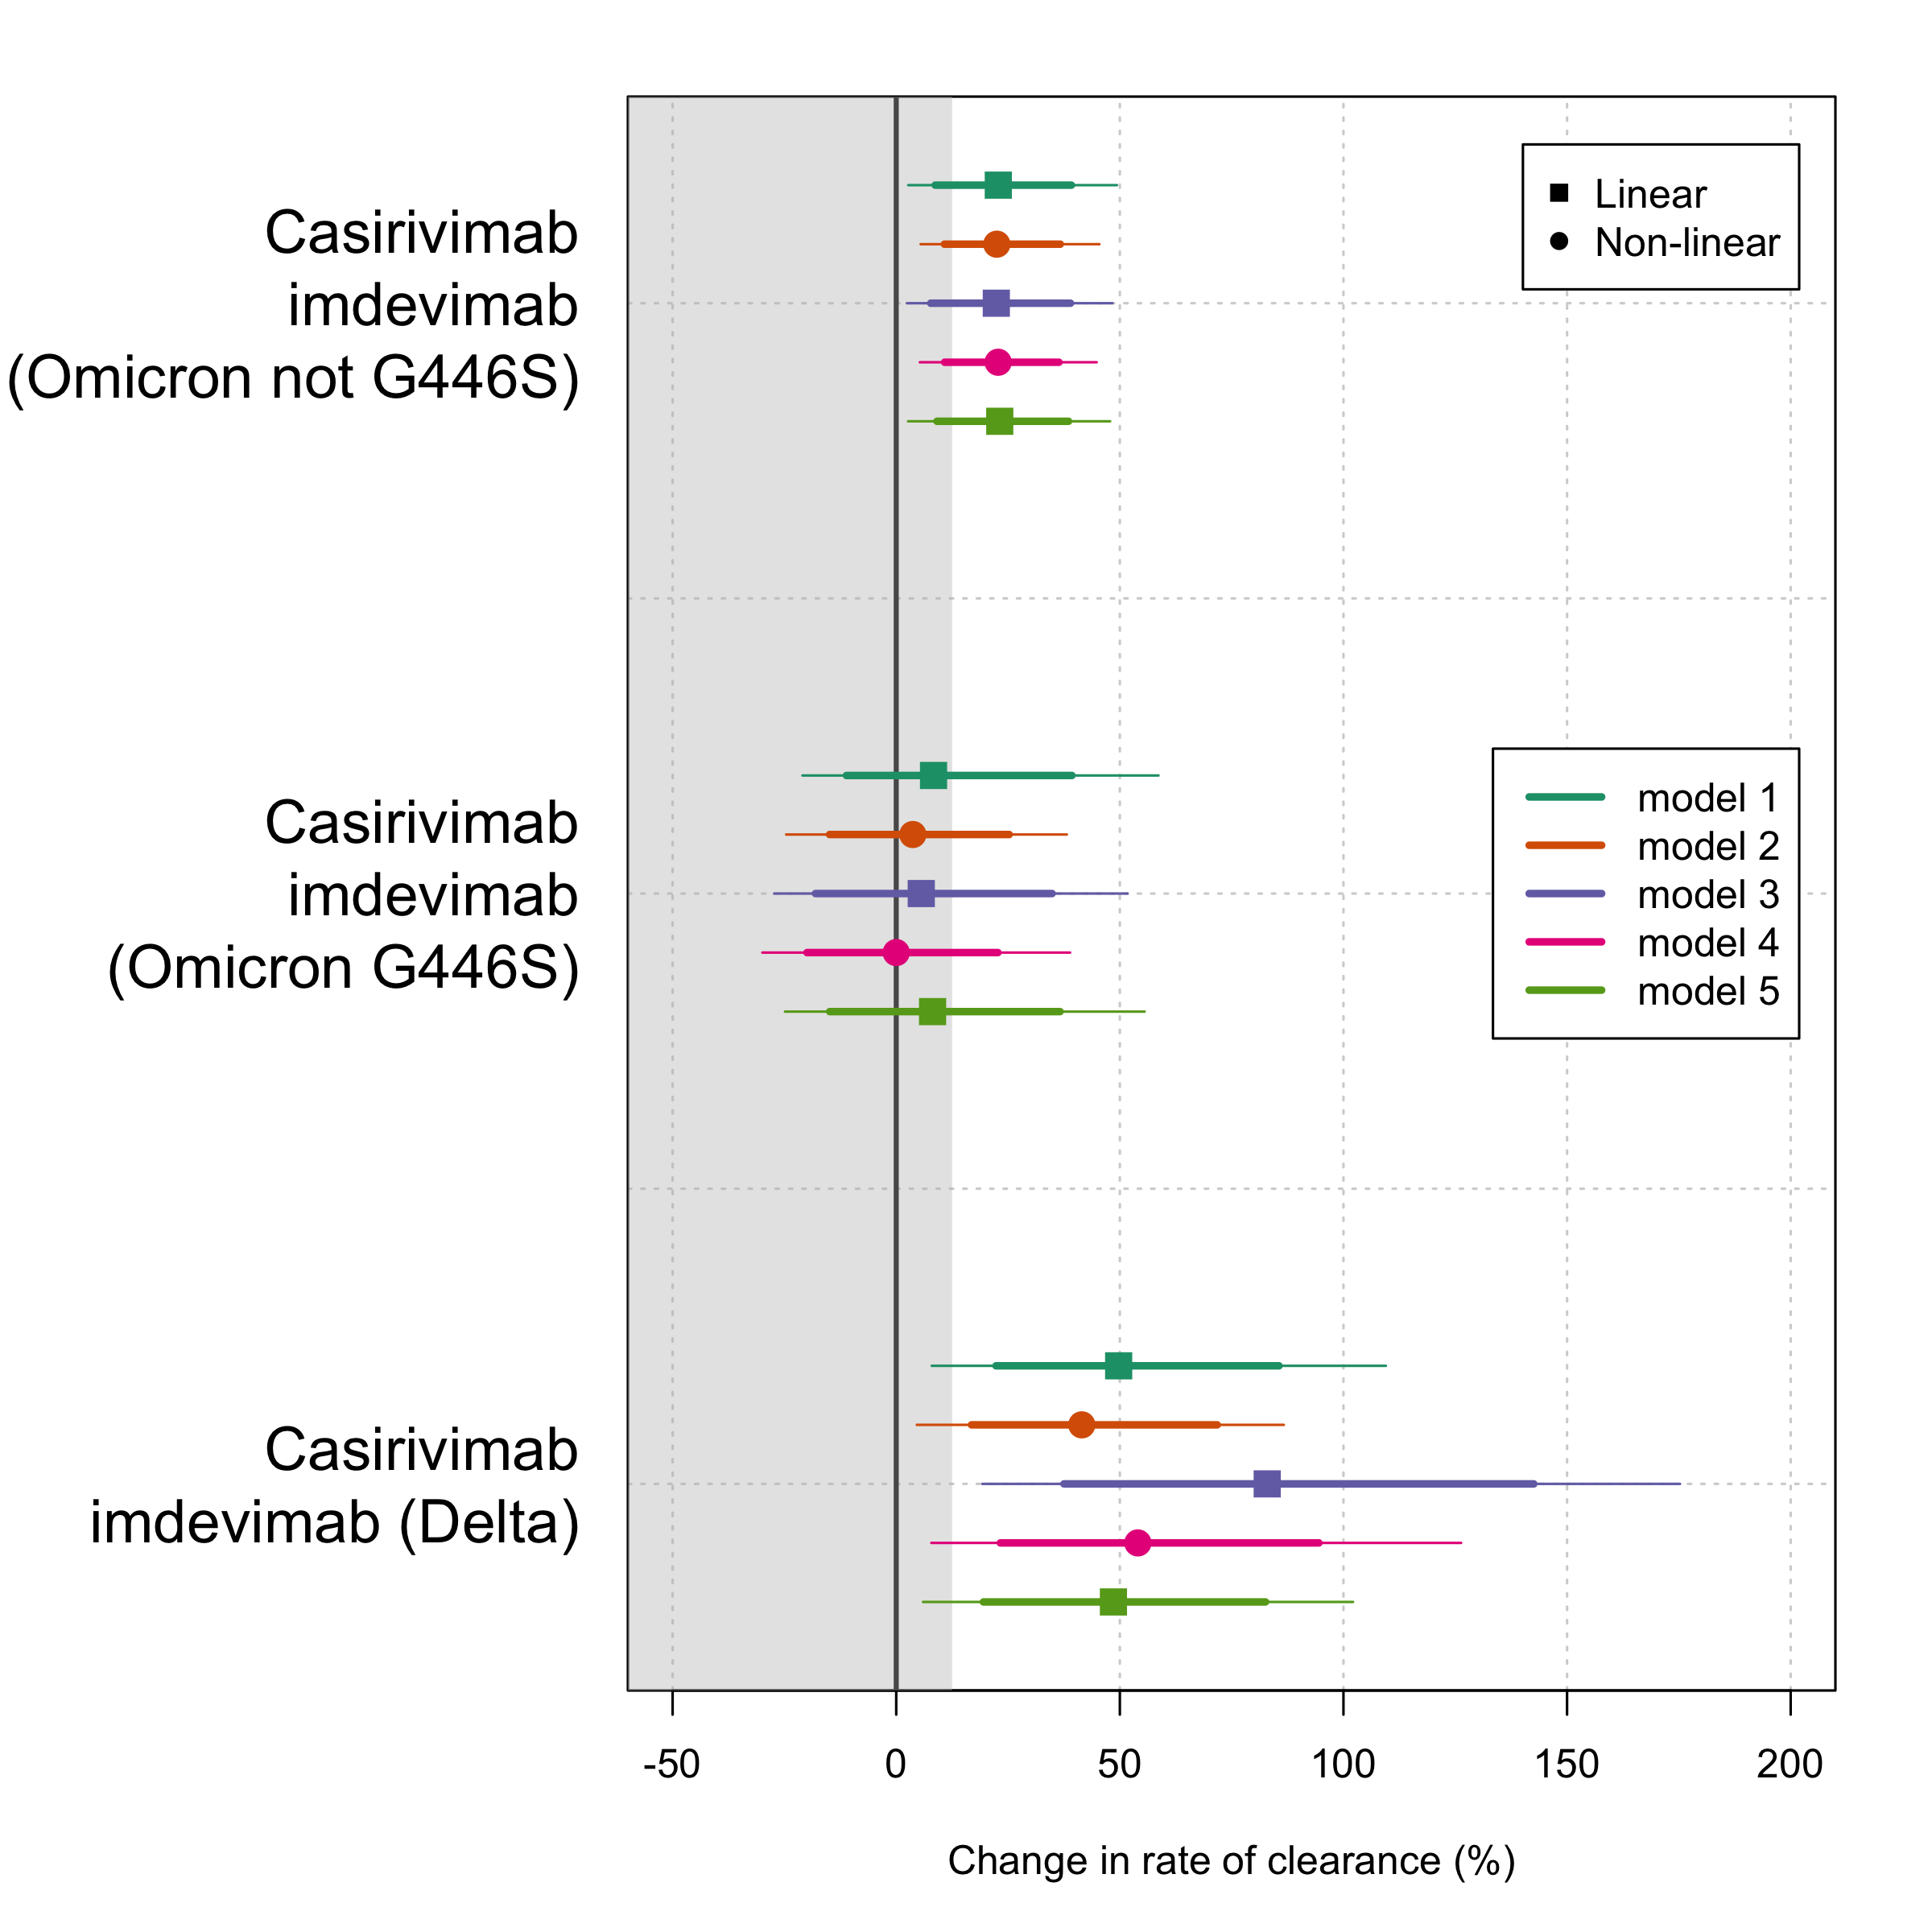 Casirivimab
imdevimab
(Omicron not G446S)
Linear
Non-linear
Casirivimab
imdevimab
(Omicron G446S)
model 1
model 2
model 3
model 4
model 5
Casirivimab
imdevimab (Delta)
-50 0 50 100 150 200
Change in rate of clearance (%)